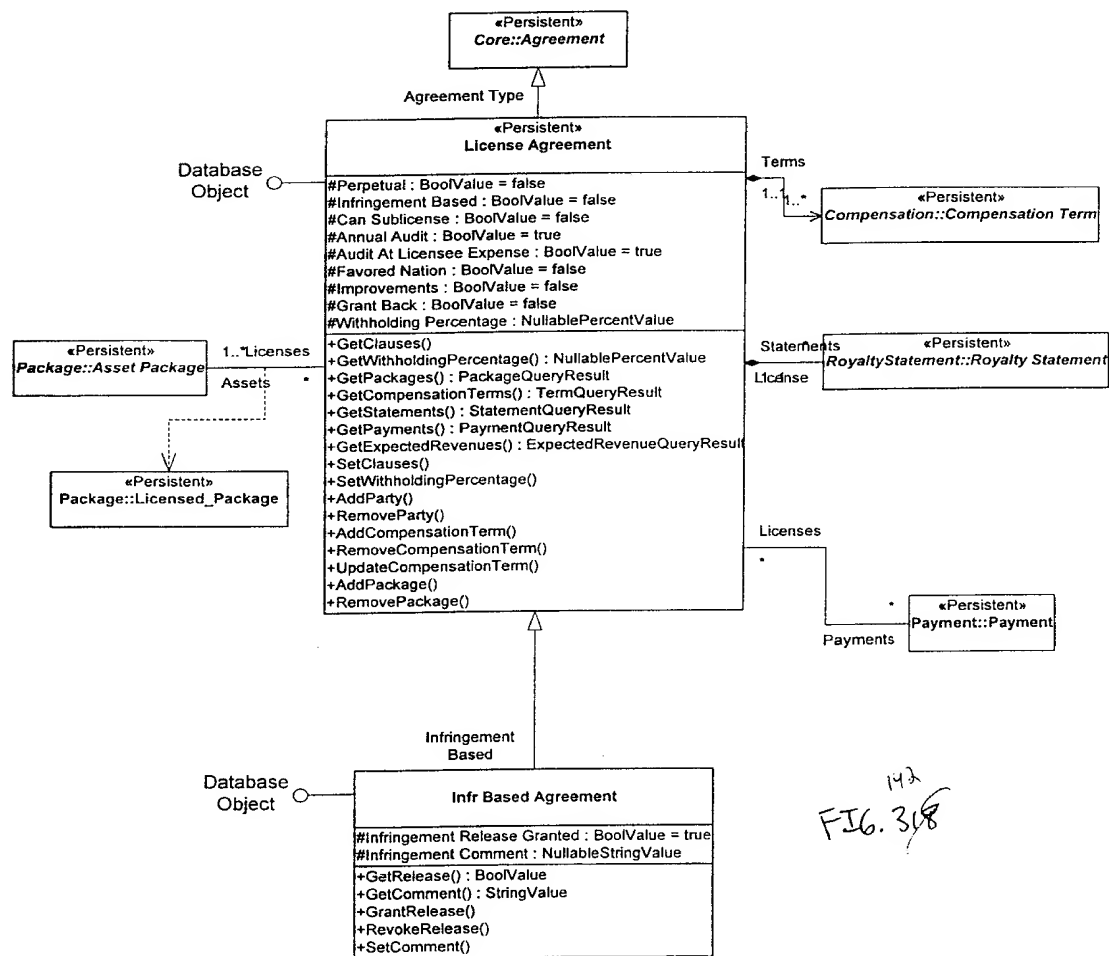 «Persistent»
Core::Agreement
Agreement Type
«Persistent»
License Agreement
Database
Object
#Perpetual : BoolValue = false
#Infringement Based : BoolValue = false
#Can Sublicense : BoolValue = false
#Annual Audit : BoolValue = true
#Audit At Licensee Expense : BoolValue = true
#Favored Nation : BoolValue = false
#Improvements : BoolValue = false
#Grant Back : BoolValue = false
#Withholding Percentage : NullablePercentValue
+GetClauses()
+GetWithholdingPercentage() : NullablePercentValue
+GetPackages() : PackageQueryResult
+GetCompensationTerms() : TermQueryResult
+GetStatements() : StatementQueryResult
+GetPayments() : PaymentQueryResult
+GetExpectedRevenues() : ExpectedRevenueQueryResult
+SetClauses()
+SetWithholdingPercentage()
+AddParty()
+RemoveParty()
+AddCompensationTerm()
+RemoveCompensationTerm()
+UpdateCompensationTerm()
+AddPackage()
+RemovePackage()
Terms
1..*
«Persistent»
Compensation::Compensation Term
«Persistent»
Package::Asset Package
1..*Licenses
Assets
*
«Persistent»
Package::Licensed_Package
Statements
License
«Persistent»
RoyaltyStatement::Royalty Statement
Licenses
*
*
Payments
«Persistent»
Payment::Payment
Infringement
Based
Database
Object
Infr Based Agreement
#Infringement Release Granted : BoolValue = true
#Infringement Comment : NullableStringValue
+GetRelease() : BoolValue
+GetComment() : StringValue
+GrantRelease()
+RevokeRelease()
+SetComment()
142
FIG. 318